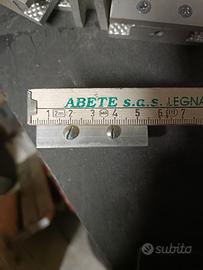 ABETE s.a.s. LEGNA
1 2 3 4 5 6 7
subito